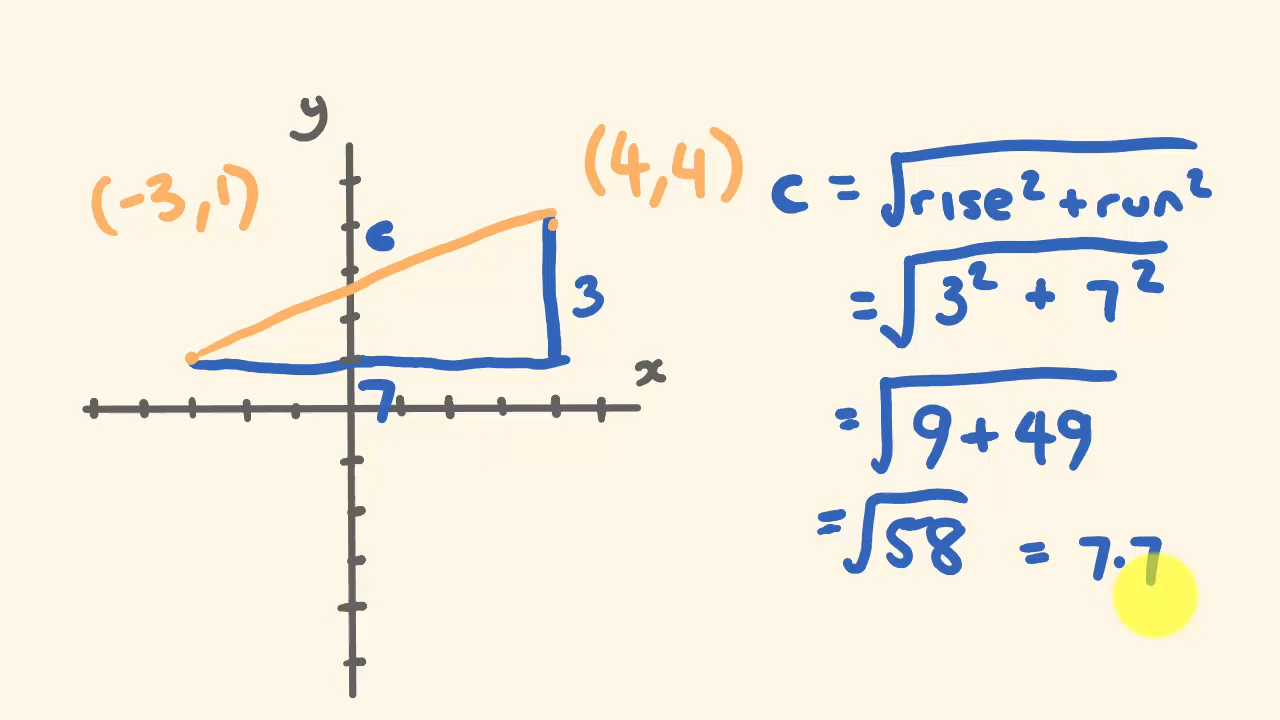 y
(-3,1)
(4,4)
c
3
7
x
c = √rise² + run²
= √3² + 7²
= √9 + 49
= √58 = 7.7